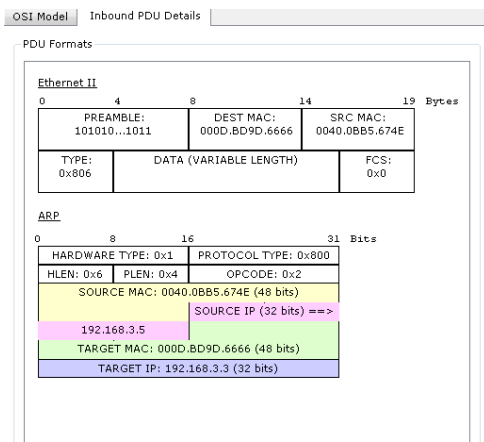 OSI Model Inbound PDU Details
PDU Formats
Ethernet II
0 4 8 14 19 Bytes
PREAMBLE: DEST MAC: SRC MAC:
101010...1011 000D.BD9D.6666 0040.0BB5.674E
TYPE: DATA (VARIABLE LENGTH) FCS:
0x806 0x0
ARP
0 8 16 31 Bits
HARDWARE TYPE: 0x1 PROTOCOL TYPE: 0x800
HLEN: 0x6 PLEN: 0x4 OPCODE: 0x2
SOURCE MAC: 0040.0BB5.674E (48 bits)
SOURCE IP (32 bits) ==>
192.168.3.5
TARGET MAC: 000D.BD9D.6666 (48 bits)
TARGET IP: 192.168.3.3 (32 bits)